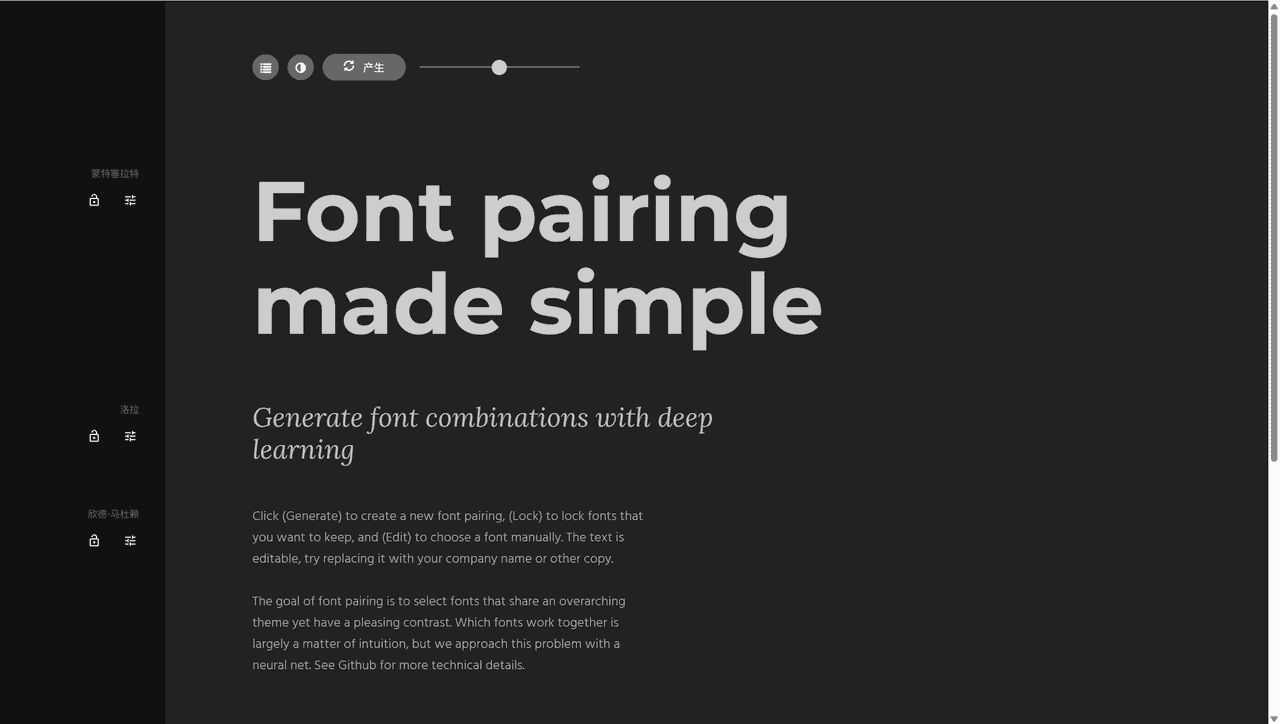 产生
蒙特塞拉特
Font pairing
made simple
洛拉
Generate font combinations with deep
learning
欣德·马杜赖
Click (Generate) to create a new font pairing, (Lock) to lock fonts that
you want to keep, and (Edit) to choose a font manually. The text is
editable, try replacing it with your company name or other copy.
The goal of font pairing is to select fonts that share an overarching
theme yet have a pleasing contrast. Which fonts work together is
largely a matter of intuition, but we approach this problem with a
neural net. See Github for more technical details.